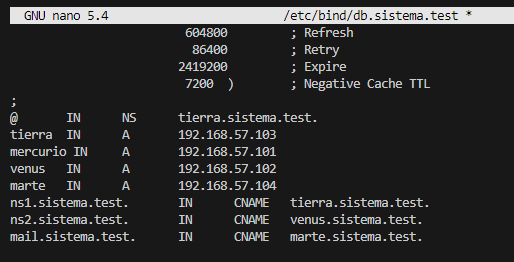 GNU nano 5.4 /etc/bind/db.sistema.test *
604800 ; Refresh
86400 ; Retry
2419200 ; Expire
7200 ) ; Negative Cache TTL
;
@ IN NS tierra.sistema.test.
tierra IN A 192.168.57.103
mercurio IN A 192.168.57.101
venus IN A 192.168.57.102
marte IN A 192.168.57.104
ns1.sistema.test. IN CNAME tierra.sistema.test.
ns2.sistema.test. IN CNAME venus.sistema.test.
mail.sistema.test. IN CNAME marte.sistema.test.